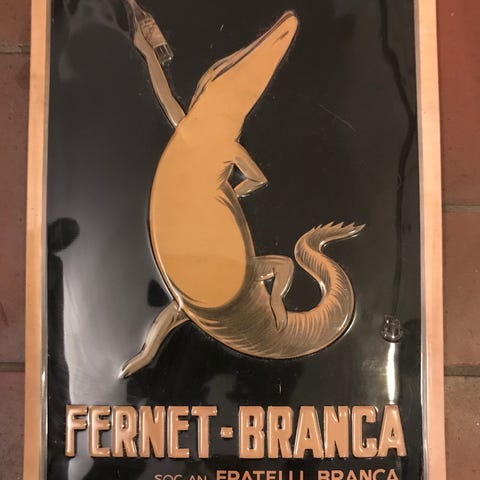 FERNET-BRANCA
SOC. AN. FRATELLI BRANCA